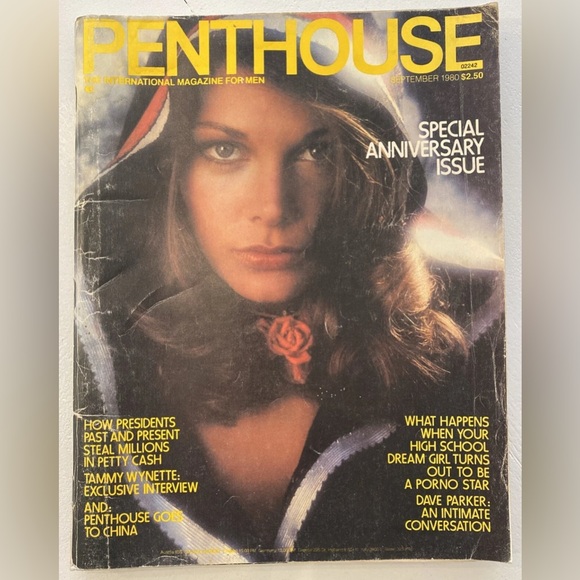 PENTHOUSE
INTERNATIONAL MAGAZINE FOR MEN
02242
SEPTEMBER 1980 $2.50
SPECIAL
ANNIVERSARY
ISSUE
HOW PRESIDENTS
PAST AND PRESENT
STEAL MILLIONS
IN PETTY CASH
TAMMY WYNETTE:
EXCLUSIVE INTERVIEW
AND:
PENTHOUSE GOES
TO CHINA
WHAT HAPPENS
WHEN YOUR
HIGH SCHOOL
DREAM GIRL TURNS
OUT TO BE
A PORNO STAR
DAVE PARKER:
AN INTIMATE
CONVERSATION